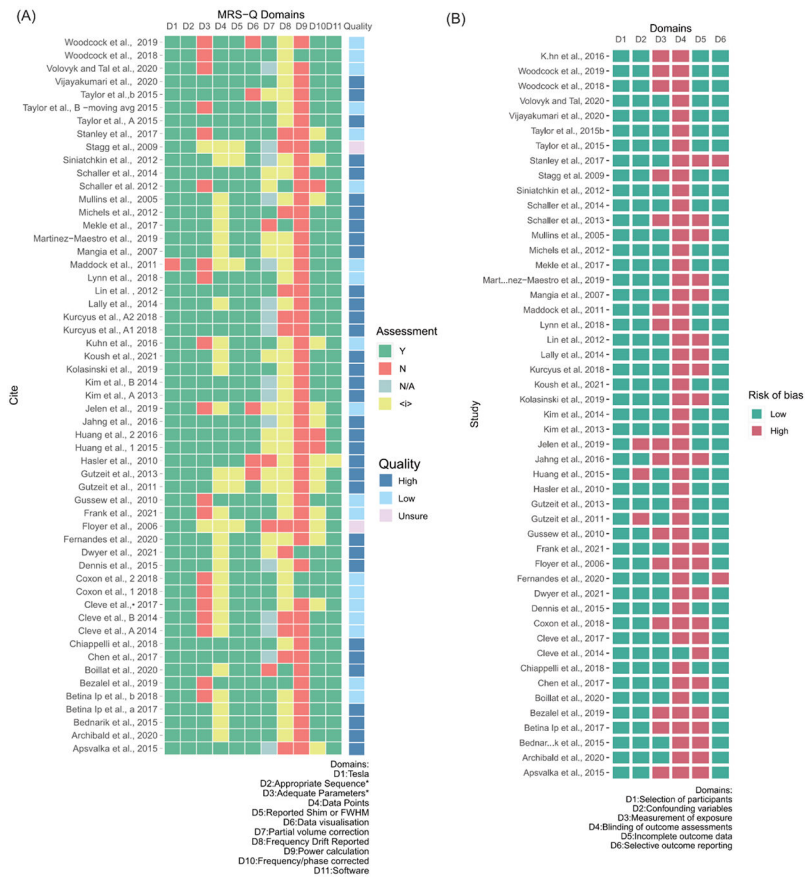 (A)
MRS-Q Domains
D1 D2 D3 D4 D5 D6 D7 D8 D9 D10 D11 Quality
Woodcock et al., 2019
Woodcock et al., 2018
Volovyk and Tal et al., 2020
Vijayakumari et al., 2020
Taylor et al.,b 2015
Taylor et al., B -moving avg 2015
Taylor et al., A 2015
Stanley et al., 2017
Stagg et al., 2009
Siniatchkin et al., 2012
Schaller et al., 2014
Schaller et al. 2012
Mullins et al., 2005
Michels et al., 2012
Mekle et al., 2017
Martinez-Maestro et al., 2019
Mangia et al., 2007
Maddock et al., 2011
Lynn et al., 2018
Lin et al. , 2012
Lally et al., 2014
Kurcyus et al., A2 2018
Kurcyus et al., A1 2018
Kuhn et al., 2016
Koush et al., 2021
Kolasinski et al., 2019
Kim et al., B 2014
Kim et al., A 2013
Jelen et al., 2019
Jahng et al., 2016
Huang et al., 2 2016
Huang et al., 1 2015
Hasler et al., 2010
Gutzeit et al., 2013
Gutzeit et al., 2011
Gussew et al., 2010
Frank et al., 2021
Floyer et al., 2006
Fernandes et al., 2020
Dwyer et al., 2021
Dennis et al., 2015
Coxon et al., 2 2018
Coxon et al., 1 2018
Cleve et al.,• 2017
Cleve et al., B 2014
Cleve et al., A 2014
Chiappelli et al., 2018
Chen et al., 2017
Boillat et al., 2020
Bezalel et al., 2019
Betina Ip et al., b 2018
Betina Ip et al., a 2017
Bednarik et al., 2015
Archibald et al., 2020
Apsvalka et al., 2015
Cite
Assessment
Y
N
N/A
<i>
Quality
High
Low
Unsure
Domains:
D1:Tesla
D2:Appropriate Sequence*
D3:Adequate Parameters*
D4:Data Points
D5:Reported Shim or FWHM
D6:Data visualisation
D7:Partial volume correction
D8:Frequency Drift Reported
D9:Power calculation
D10:Frequency/phase corrected
D11:Software
(B)
Domains
D1 D2 D3 D4 D5 D6
K.hn et al., 2016
Woodcock et al., 2019
Woodcock et al., 2018
Volovyk and Tal, 2020
Vijayakumari et al., 2020
Taylor et al., 2015b
Taylor et al., 2015
Stanley et al., 2017
Stagg et al. 2009
Siniatchkin et al., 2012
Schaller et al., 2014
Schaller et al., 2013
Mullins et al., 2005
Michels et al., 2012
Mekle et al., 2017
Mart...nez-Maestro et al., 2019
Mangia et al., 2007
Maddock et al., 2011
Lynn et al., 2018
Lin et al., 2012
Lally et al., 2014
Kurcyus et al., 2018
Koush et al., 2021
Kolasinski et al., 2019
Kim et al., 2014
Kim et al., 2013
Jelen et al., 2019
Jahng et al., 2016
Huang et al., 2015
Hasler et al., 2010
Gutzeit et al., 2013
Gutzeit et al., 2011
Gussew et al., 2010
Frank et al., 2021
Floyer et al., 2006
Fernandes et al., 2020
Dwyer et al., 2021
Dennis et al., 2015
Coxon et al., 2018
Cleve et al., 2017
Cleve et al., 2014
Chiappelli et al., 2018
Chen et al., 2017
Boillat et al., 2020
Bezalel et al., 2019
Betina Ip et al., 2017
Bednar...k et al., 2015
Archibald et al., 2020
Apsvalka et al., 2015
Study
Risk of bias
Low
High
Domains:
D1:Selection of participants
D2:Confounding variables
D3:Measurement of exposure
D4:Blinding of outcome assessments
D5:Incomplete outcome data
D6:Selective outcome reporting